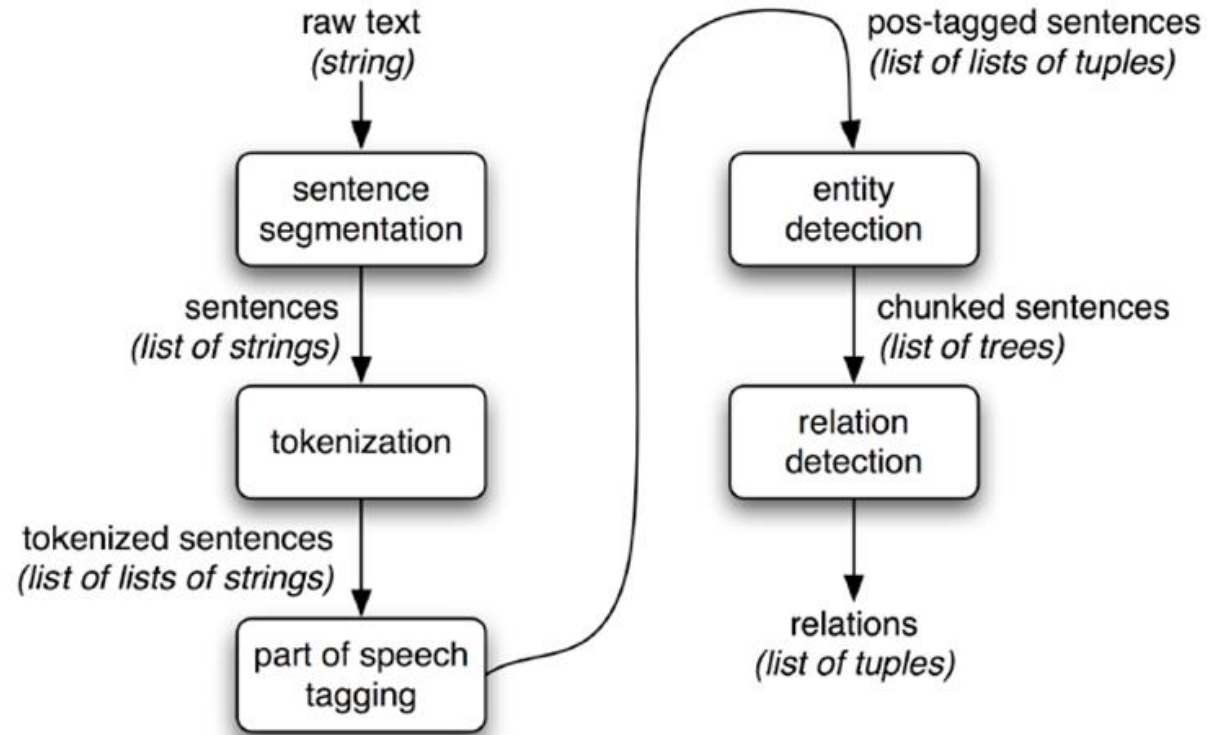 raw text
(string)
sentence
segmentation
sentences
(list of strings)
tokenization
tokenized sentences
(list of lists of strings)
part of speech
tagging
pos-tagged sentences
(list of lists of tuples)
entity
detection
chunked sentences
(list of trees)
relation
detection
relations
(list of tuples)